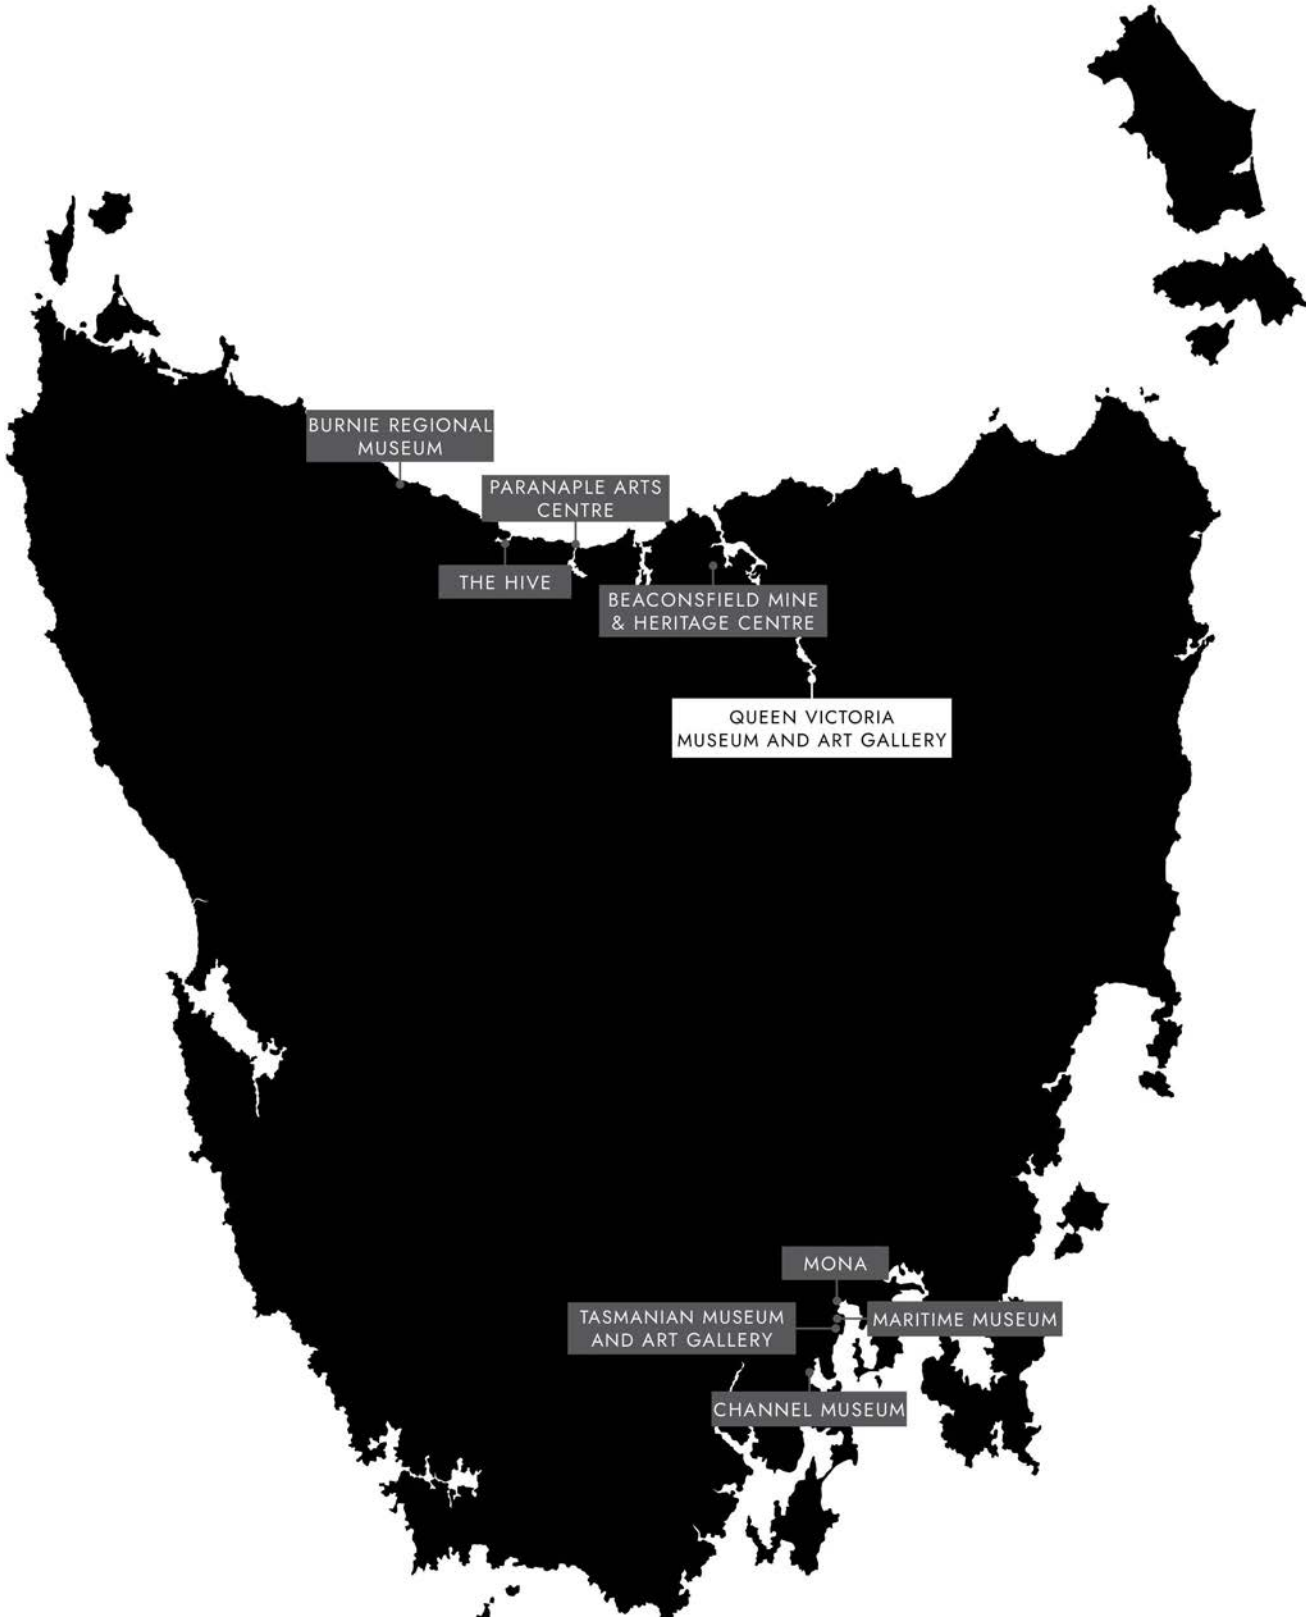 BURNIE REGIONAL
MUSEUM
PARANAPLE ARTS
CENTRE
THE HIVE
BEACONSFIELD MINE
& HERITAGE CENTRE
QUEEN VICTORIA
MUSEUM AND ART GALLERY
MONA
TASMANIAN MUSEUM
AND ART GALLERY
MARITIME MUSEUM
CHANNEL MUSEUM